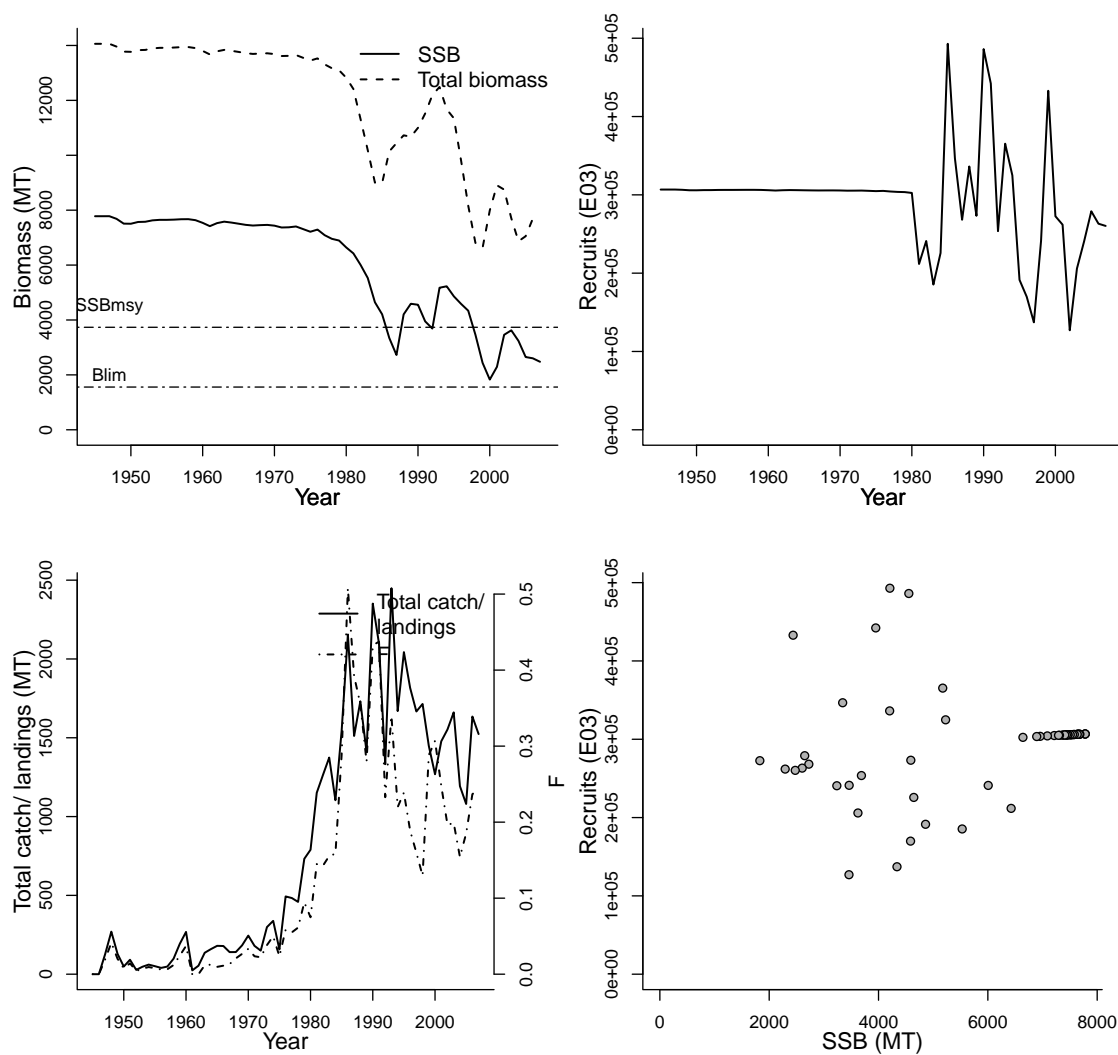 SSB
Total biomass
Biomass (MT)
0
2000
4000
6000
8000
12000
SSBmsy
Blim
1950
1960
1970
1980
1990
2000
Year
Recruits (E03)
0e+00
1e+05
2e+05
3e+05
4e+05
5e+05
1950
1960
1970
1980
1990
2000
Year
Total catch/ landings (MT)
0
500
1000
1500
2000
2500
Total catch/
landings
F
F
0.0
0.1
0.2
0.3
0.4
0.5
1950
1960
1970
1980
1990
2000
Year
Recruits (E03)
0e+00
1e+05
2e+05
3e+05
4e+05
5e+05
0
2000
4000
6000
8000
SSB (MT)